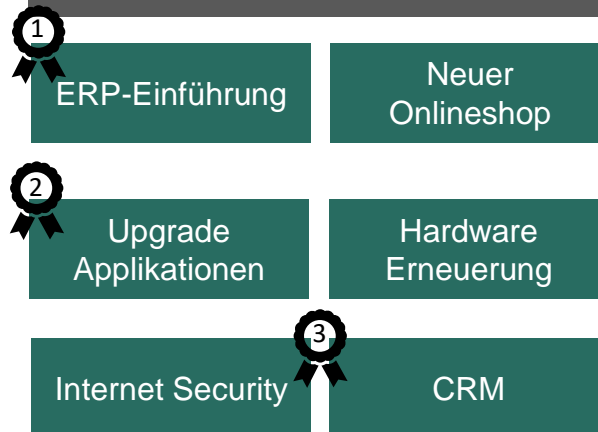 1
ERP-Einführung
Neuer
Onlineshop
2
Upgrade
Applikationen
Hardware
Erneuerung
Internet Security
3
CRM